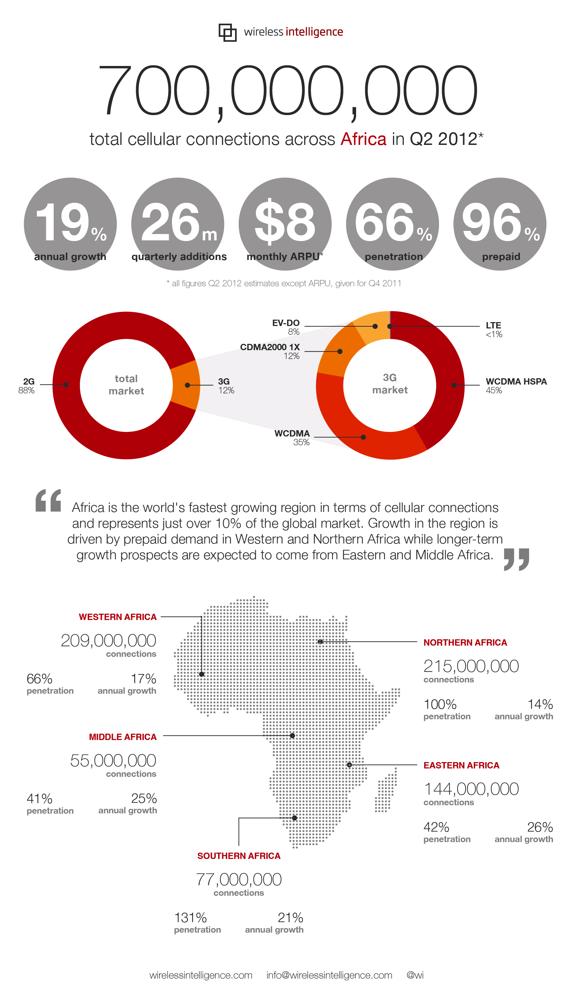 wireless intelligence
700,000,000
total cellular connections across Africa in Q2 2012*
19%
annual growth
26m
quarterly additions
$8
monthly ARPU*
66%
penetration
96%
prepaid
* all figures Q2 2012 estimates except ARPU, given for Q4 2011
2G
88%
total
market
3G
12%
EV-DO
8%
CDMA2000 1X
12%
WCDMA
35%
3G
market
LTE
<1%
WCDMA HSPA
45%
“
Africa is the world's fastest growing region in terms of cellular connections
and represents just over 10% of the global market. Growth in the region is
driven by prepaid demand in Western and Northern Africa while longer-term
growth prospects are expected to come from Eastern and Middle Africa. ”
WESTERN AFRICA
209,000,000
connections
66% 17%
penetration annual growth
NORTHERN AFRICA
215,000,000
connections
100% 14%
penetration annual growth
MIDDLE AFRICA
55,000,000
connections
41% 25%
penetration annual growth
EASTERN AFRICA
144,000,000
connections
42% 26%
penetration annual growth
SOUTHERN AFRICA
77,000,000
connections
131% 21%
penetration annual growth
wirelessintelligence.com info@wirelessintelligence.com @wi